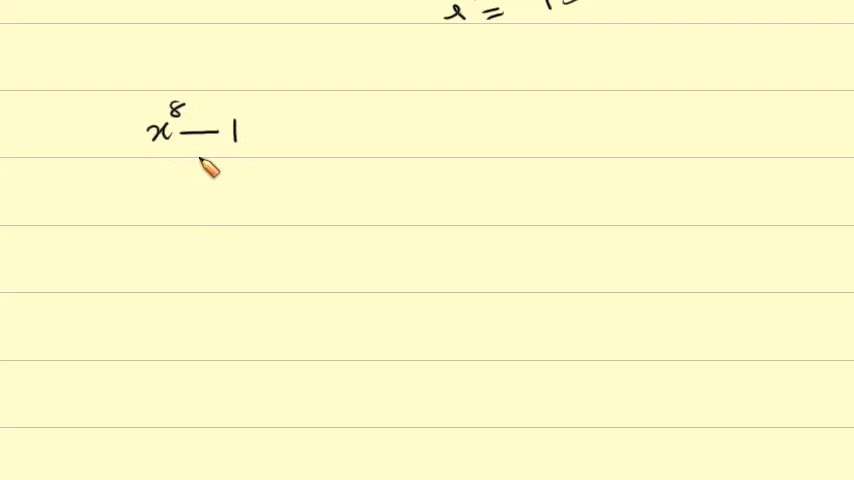 x⁸ — 1